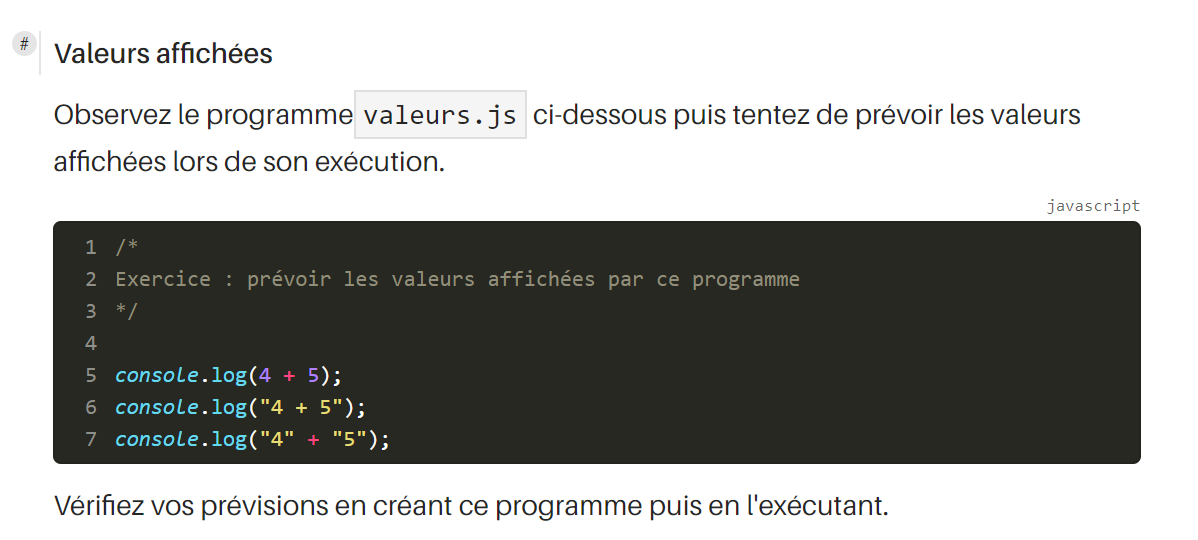 #
Valeurs affichées
Observez le programme valeurs.js ci-dessous puis tentez de prévoir les valeurs
affichées lors de son exécution.
javascript
1 /*
2 Exercice : prévoir les valeurs affichées par ce programme
3 */
4
5 console.log(4 + 5);
6 console.log("4 + 5");
7 console.log("4" + "5");
Vérifiez vos prévisions en créant ce programme puis en l'exécutant.